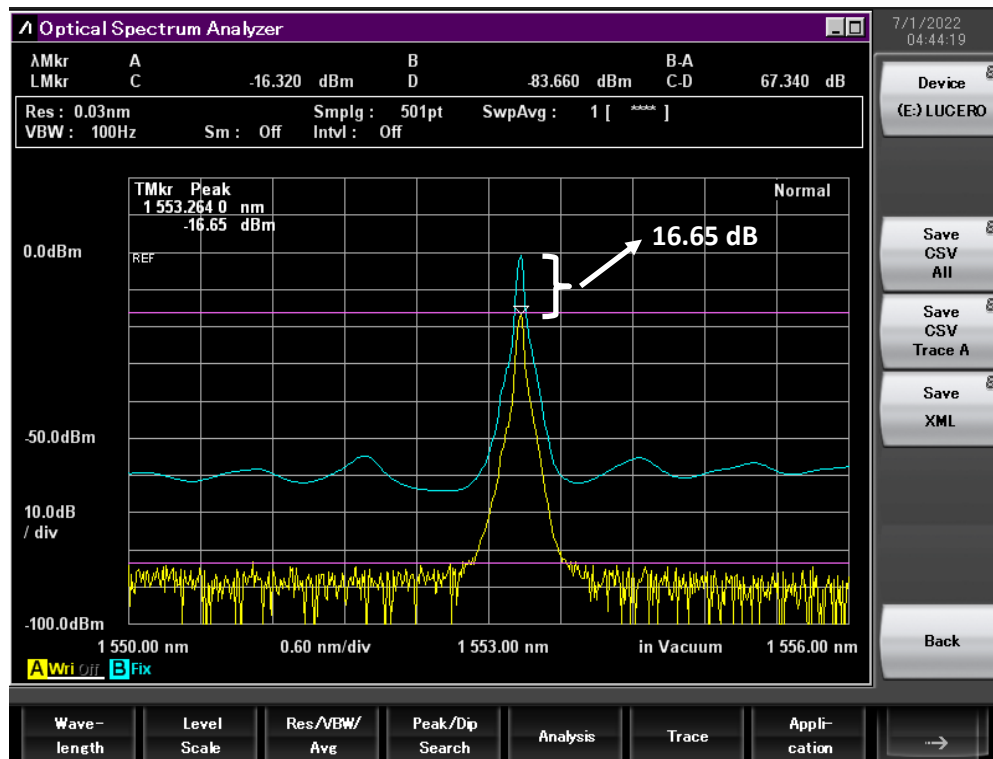 Optical Spectrum Analyzer
7/1/2022
04:44:19
λMkr A B B-A
LMkr C -16.320 dBm D -83.660 dBm C-D 67.340 dB
Res : 0.03nm Smplg : 501pt SwpAvg : 1 [ **** ]
VBW : 100Hz Sm : Off Intvl : Off
Device
(E:) LUCERO
TMkr Peak Normal
1 553.264 0 nm
-16.65 dBm
16.65 dB
0.0dBm
REF
Save
CSV
All
Save
CSV
Trace A
Save
XML
-50.0dBm
10.0dB
/ div
-100.0dBm
1 550.00 nm 0.60 nm/div 1 553.00 nm in Vacuum 1 556.00 nm
A Wri Off B Fix
Back
Wave-
length
Level
Scale
Res/VBW/
Avg
Peak/Dip
Search
Analysis
Trace
Appli-
cation